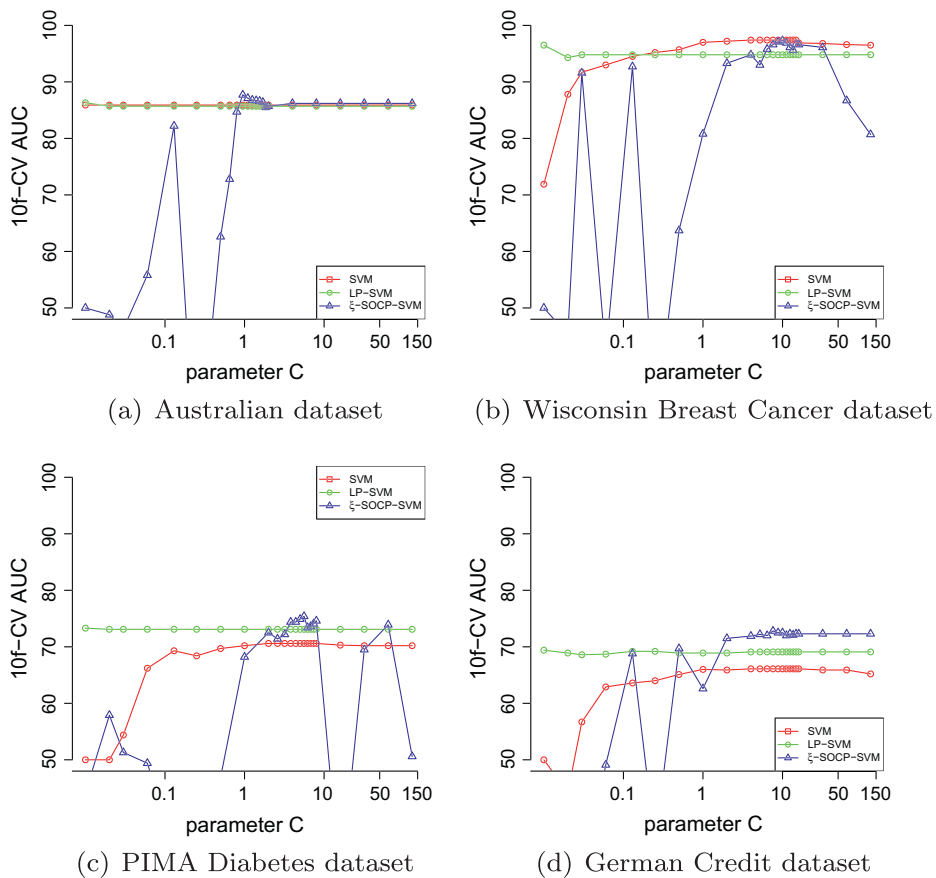 10f−CV AUC
100
90
80
70
60
50
SVM
LP−SVM
ξ−SOCP−SVM
0.1 1 10 50 150
parameter C
(a) Australian dataset
10f−CV AUC
100
90
80
70
60
50
SVM
LP−SVM
ξ−SOCP−SVM
0.1 1 10 50 150
parameter C
(b) Wisconsin Breast Cancer dataset
10f−CV AUC
100
90
80
70
60
50
SVM
LP−SVM
ξ−SOCP−SVM
0.1 1 10 50 150
parameter C
(c) PIMA Diabetes dataset
10f−CV AUC
100
90
80
70
60
50
SVM
LP−SVM
ξ−SOCP−SVM
0.1 1 10 50 150
parameter C
(d) German Credit dataset